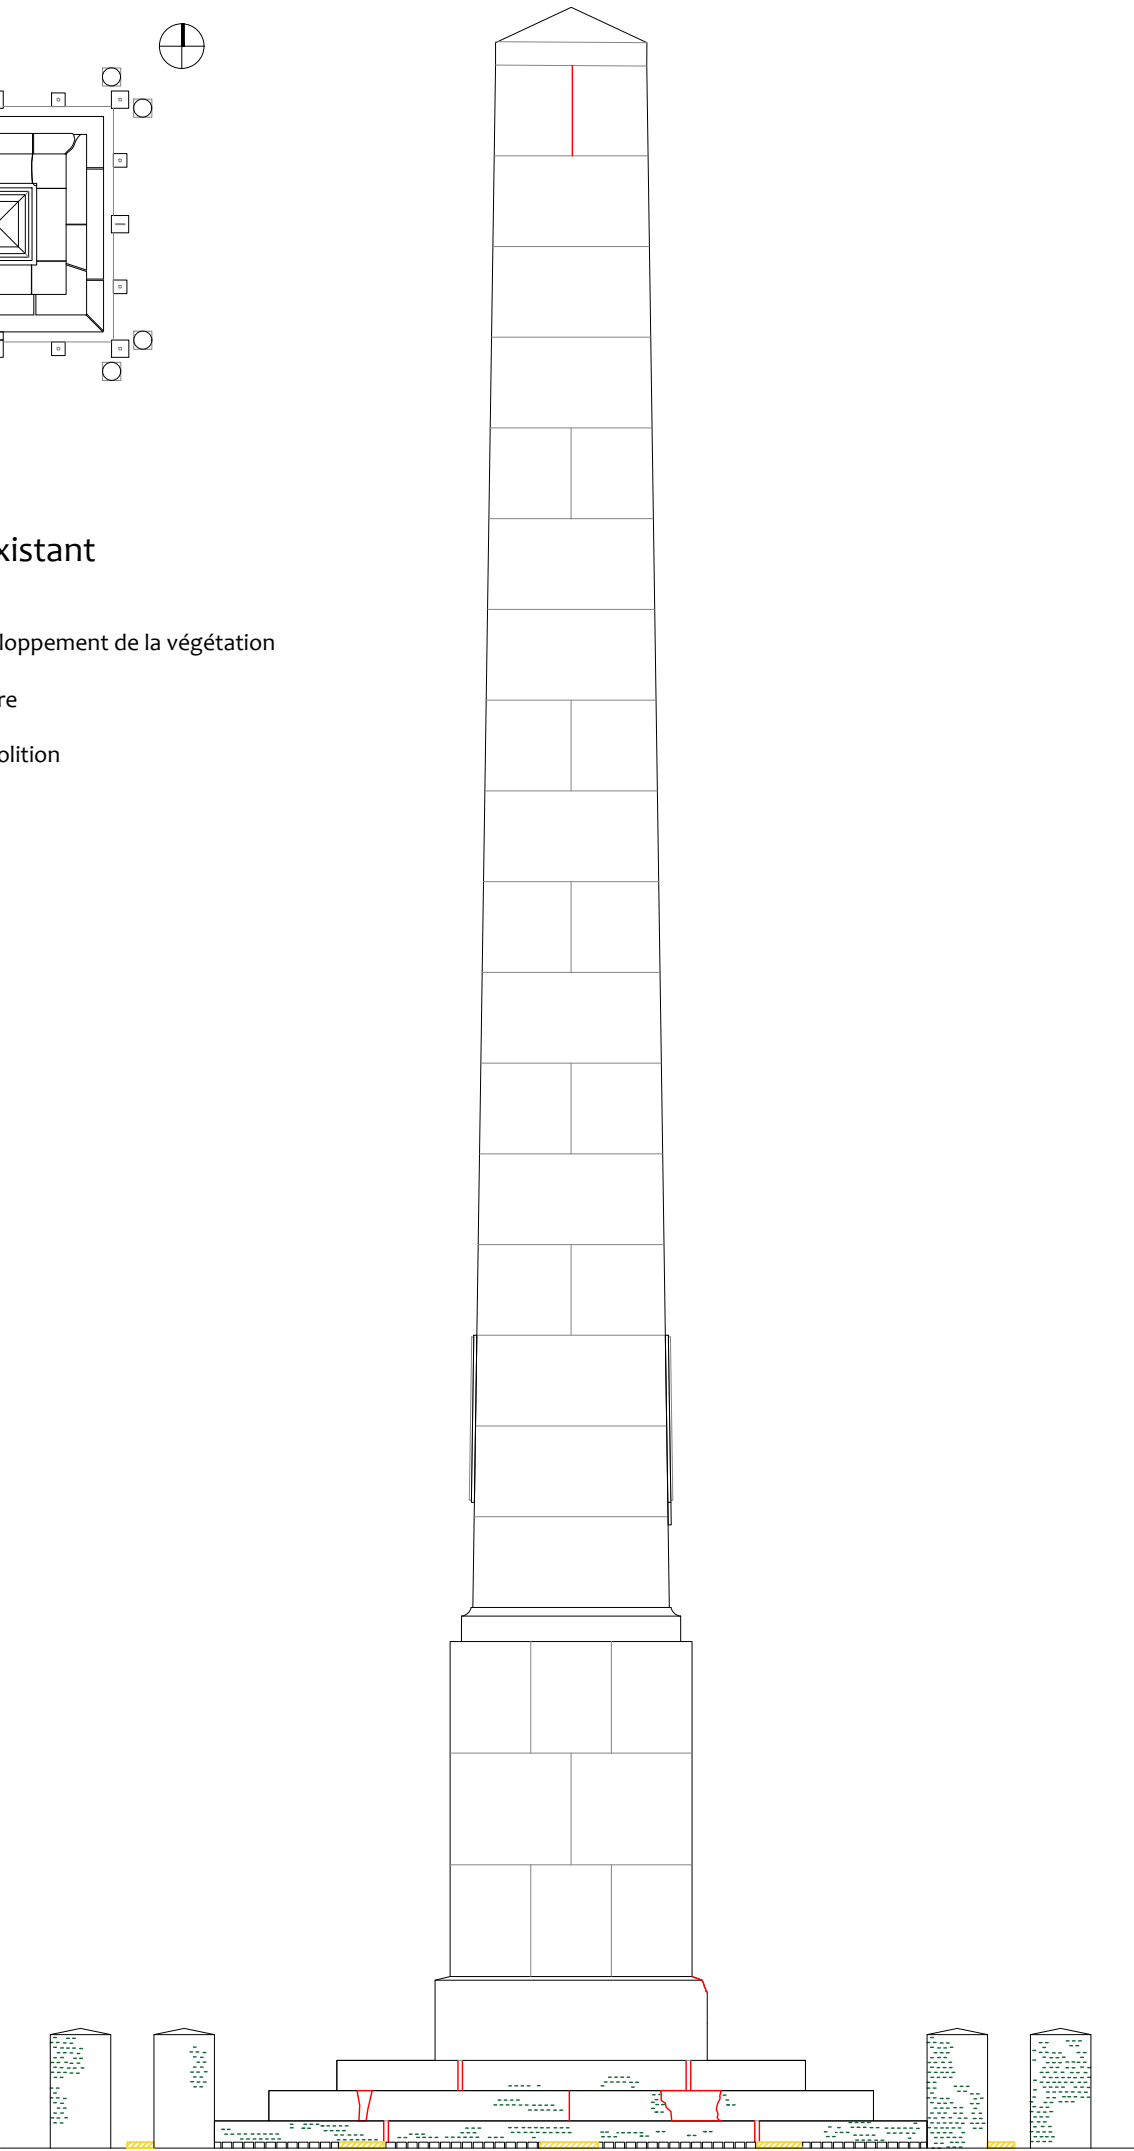 xistant
loppement de la végétation
re
olition